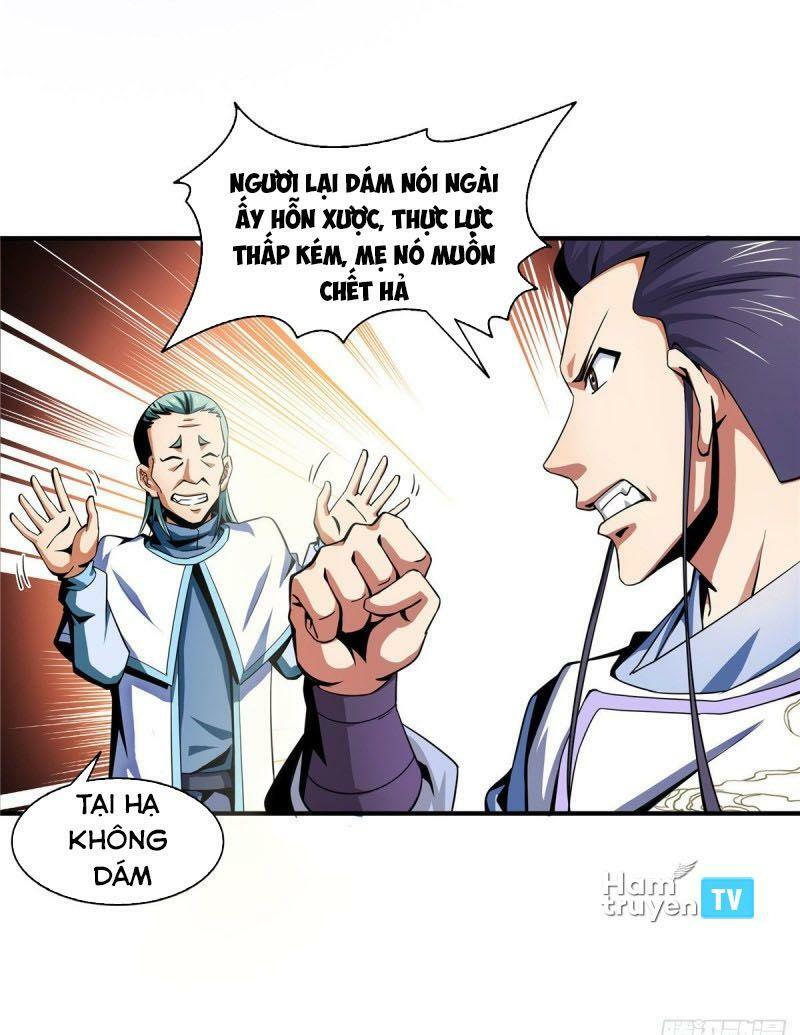 NGƯƠI LẠI DÁM NÓI NGÀI
ẤY HỖN XƯỢC, THỰC LỰC
THẤP KÉM, MẸ NÓ MUỐN
CHẾT HẢ
TẠI HẠ
KHÔNG
DÁM
Ham
truyen TV